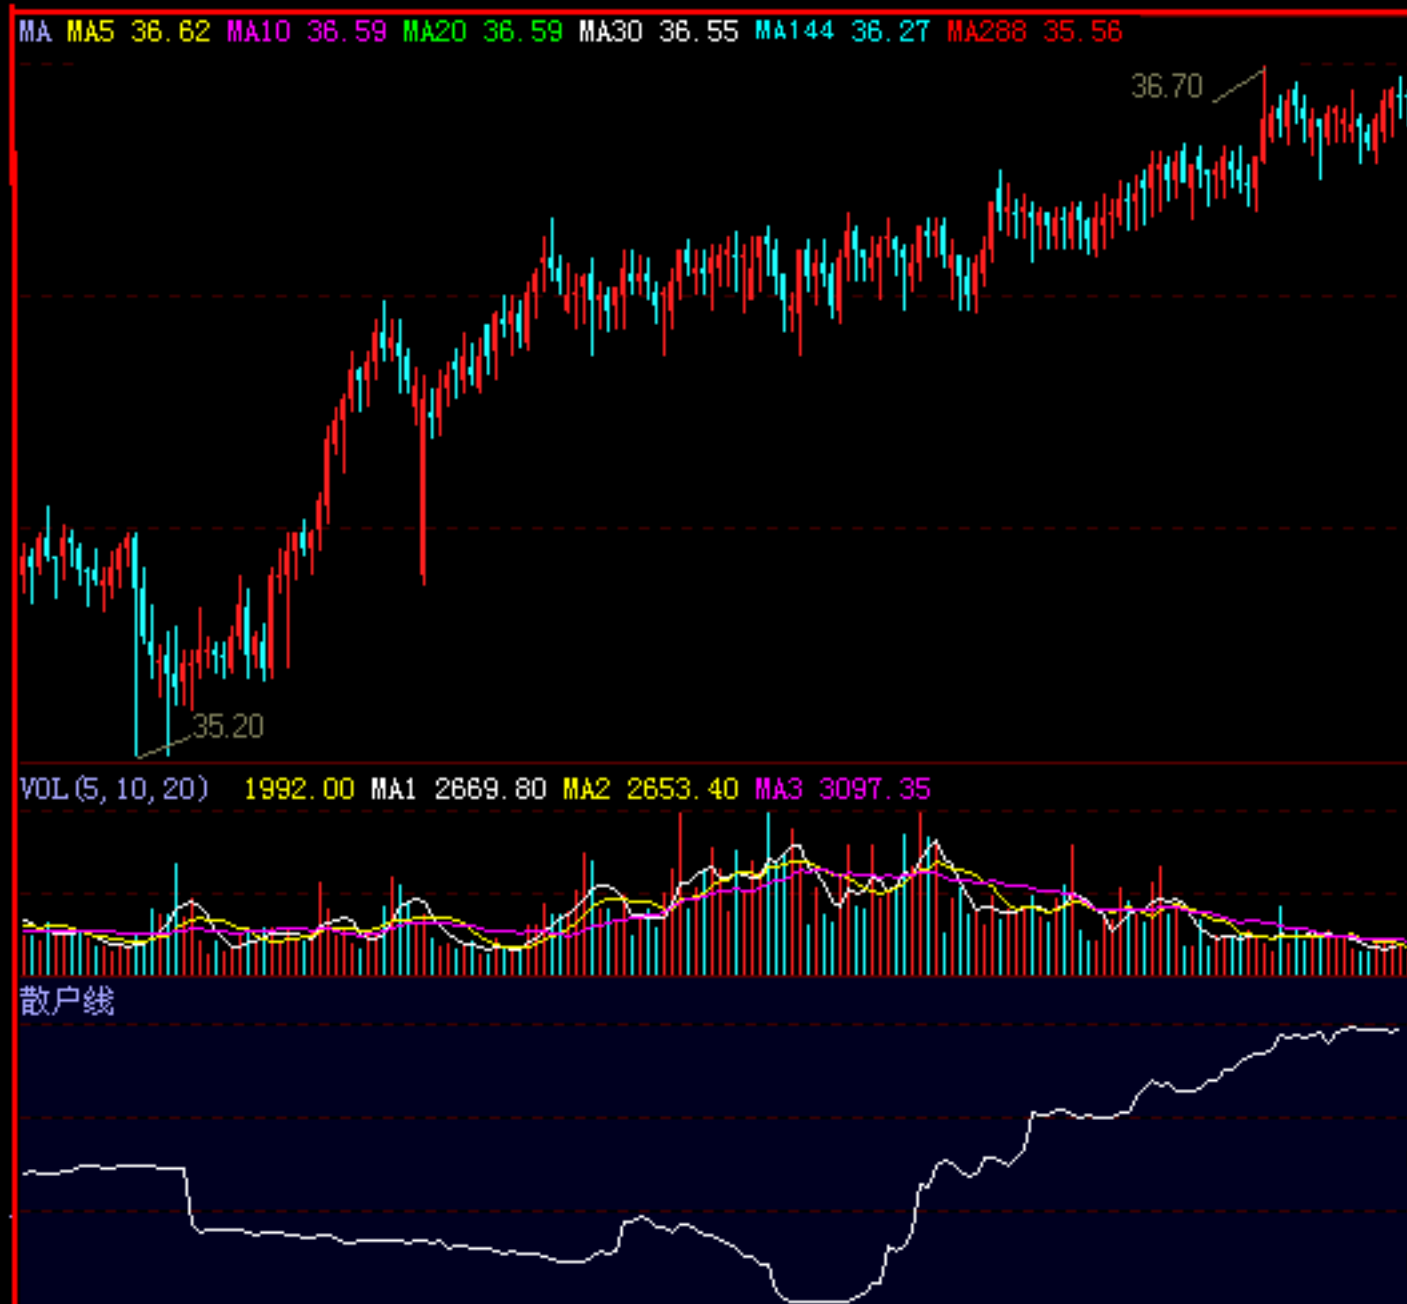 MA MA5 36.62 MA10 36.59 MA20 36.59 MA30 36.55 MA144 36.27 MA288 35.56
36.70
35.20
VOL(5,10,20) 1992.00 MA1 2669.80 MA2 2653.40 MA3 3097.35
散户线